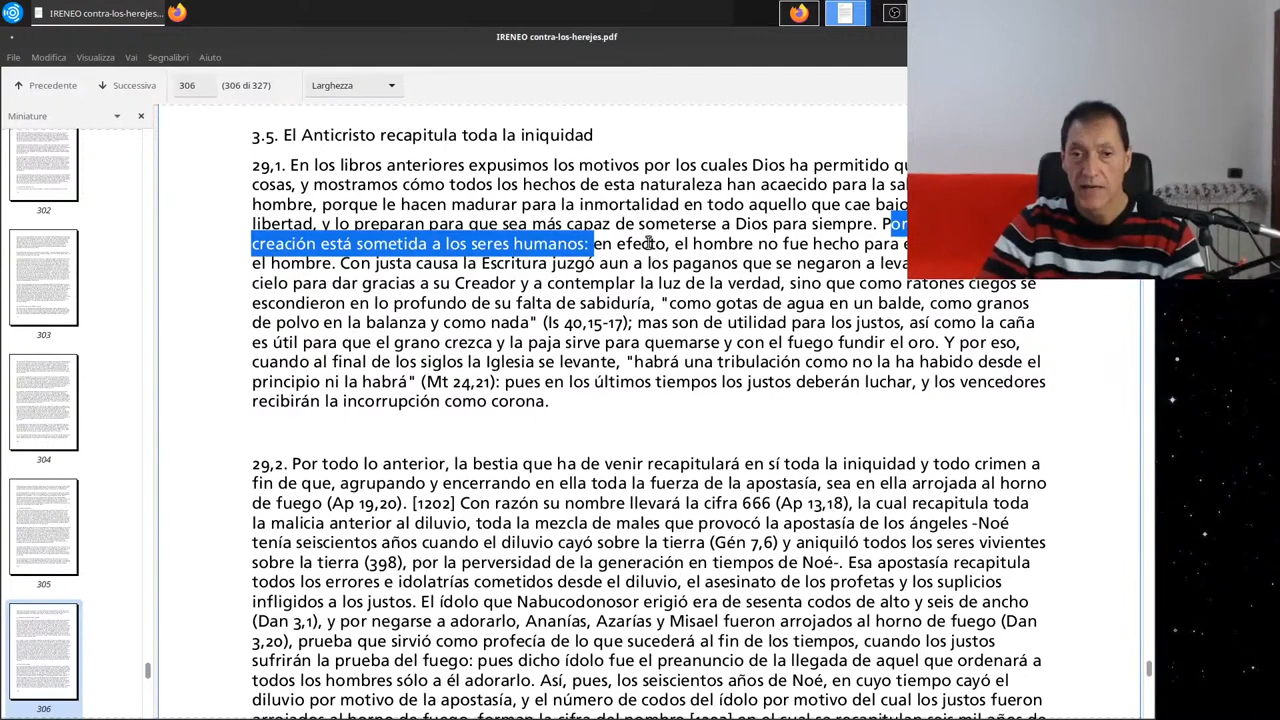 IRENEO contra-los-herejes...
IRENEO contra-los-herejes.pdf
File Modifica Visualizza Vai Segnalibri Aiuto
Precedente Successiva 306 (306 di 327) Larghezza
Miniature
302
303
304
305
306
3.5. El Anticristo recapitula toda la iniquidad
29,1. En los libros anteriores expusimos los motivos por los cuales Dios ha permitido
cosas, y mostramos cómo todos los hechos de esta naturaleza han acaecido para la
hombre, porque le hacen madurar para la inmortalidad en todo aquello que cae bajo
libertad, y lo preparan para que sea más capaz de someterse a Dios para siempre.
creación está sometida a los seres humanos: en efecto, el hombre no fue hecho para
el hombre. Con justa causa la Escritura juzgó aun a los paganos que se negaron a
cielo para dar gracias a su Creador y a contemplar la luz de la verdad, sino que como ratones ciegos se
escondieron en lo profundo de su falta de sabiduría, "como gotas de agua en un balde, como granos
de polvo en la balanza y como nada" (Is 40,15-17); mas son de utilidad para los justos, así como la caña
es útil para que el grano crezca y la paja sirve para quemarse y con el fuego fundir el oro. Y por eso,
cuando al final de los siglos la Iglesia se levante, "habrá una tribulación como no la ha habido desde el
principio ni la habrá" (Mt 24,21): pues en los últimos tiempos los justos deberán luchar, y los vencedores
recibirán la incorrupción como corona.
29,2. Por todo lo anterior, la bestia que ha de venir recapitulará en sí toda la iniquidad y todo crimen a
fin de que, agrupando y encerrando en ella toda la fuerza de la apostasía, sea en ella arrojada al horno
de fuego (Ap 19,20). [1202] Con razón su nombre llevará la cifra 666 (Ap 13,18), la cual recapitula toda
la malicia anterior al diluvio, toda la mezcla de males que provocó la apostasía de los ángeles -Noé
tenía seiscientos años cuando el diluvio cayó sobre la tierra (Gén 7,6) y aniquiló todos los seres vivientes
sobre la tierra (398), por la perversidad de la generación en tiempos de Noé-. Esa apostasía recapitula
todos los errores e idolatrías cometidos desde el diluvio, el asesinato de los profetas y los suplicios
infligidos a los justos. El ídolo que Nabucodonosor erigió era de sesenta codos de alto y seis de ancho
(Dan 3,1), y por negarse a adorarlo, Ananías, Azarías y Misael fueron arrojados al horno de fuego (Dan
3,20), prueba que sirvió como profecía de lo que sucederá al fin de los tiempos, cuando los justos
sufrirán la prueba del fuego: pues dicho ídolo fue el preanuncio de la llegada de aquel que ordenará a
todos los hombres sólo a él adorarlo. Así, pues, los seiscientos años de Noé, en cuyo tiempo cayó el
diluvio por motivo de la apostasía, y el número de codos del ídolo por motivo del cual los justos fueron
arrojados al horno de fuego, forman la cifra del nombre [1203] en el cual se recapitulan seis mil años de